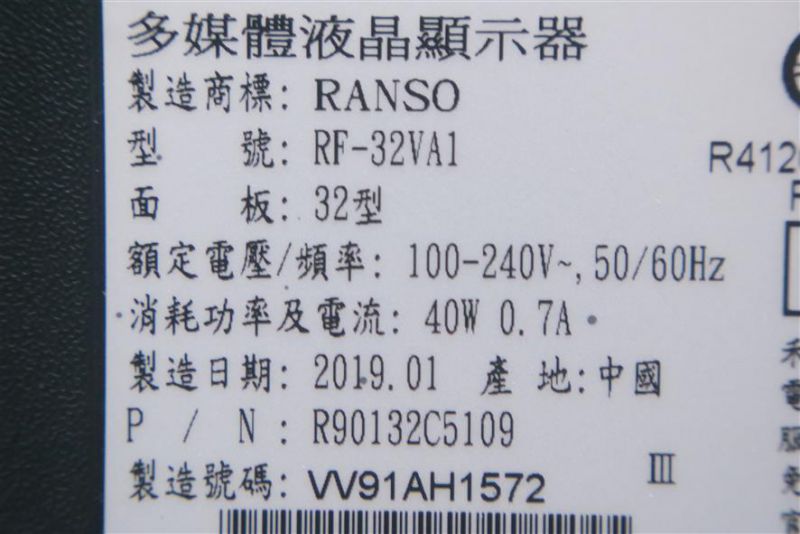 多媒體液晶顯示器
製造商標: RANSO
型 號: RF-32VA1
面 板: 32型
額定電壓/頻率: 100-240V~,50/60Hz
消耗功率及電流: 40W 0.7A
製造日期: 2019.01 產 地:中國
P / N : R90132C5109
製造號碼: VV91AH1572
III
R412